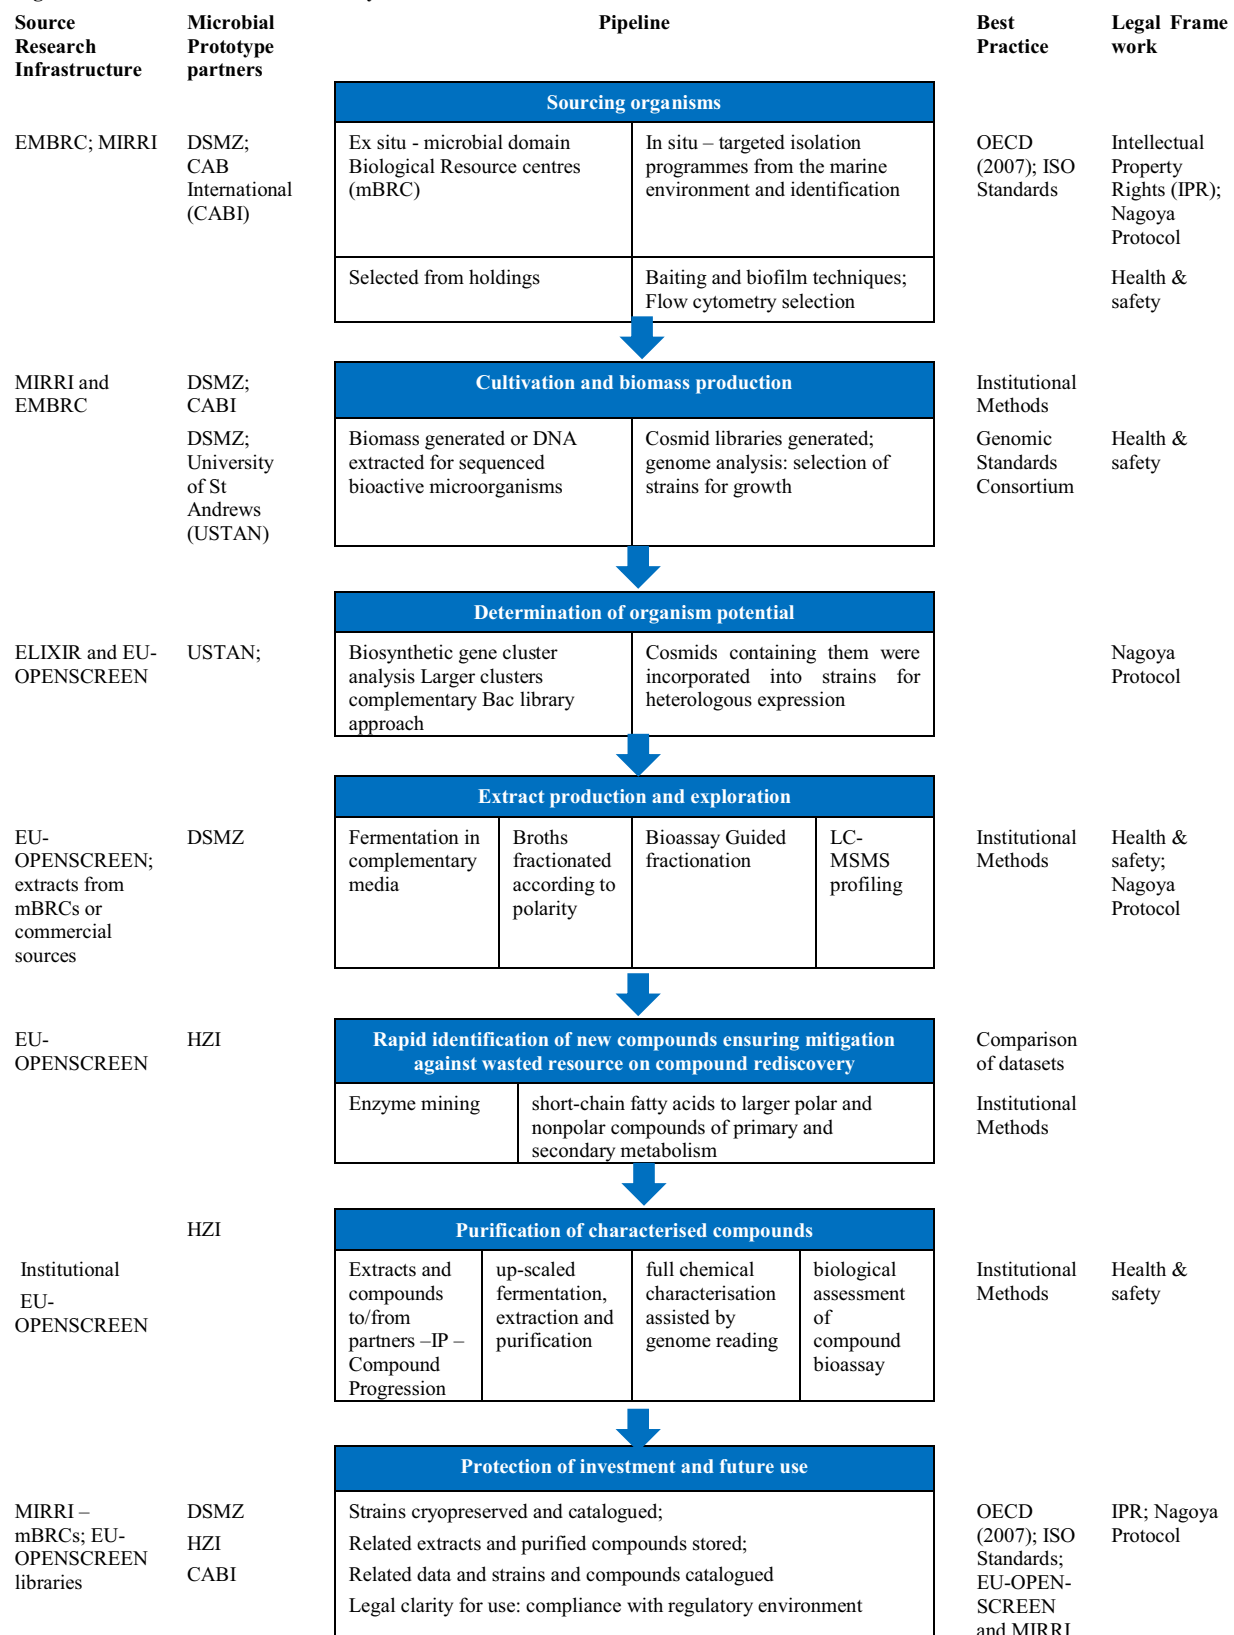 Source
Research
Infrastructure
Microbial
Prototype
partners
Pipeline
Best
Practice
Legal Frame
work
Sourcing organisms
EMBRC; MIRRI
DSMZ;
CAB
International
(CABI)
Ex situ - microbial domain
Biological Resource centres
(mBRC)
In situ – targeted isolation
programmes from the marine
environment and identification
OECD
(2007); ISO
Standards
Intellectual
Property
Rights (IPR);
Nagoya
Protocol
Selected from holdings
Baiting and biofilm techniques;
Flow cytometry selection
Health &
safety
Cultivation and biomass production
MIRRI and
EMBRC
DSMZ;
CABI
Institutional
Methods
DSMZ;
University
of St
Andrews
(USTAN)
Biomass generated or DNA
extracted for sequenced
bioactive microorganisms
Cosmid libraries generated;
genome analysis: selection of
strains for growth
Genomic
Standards
Consortium
Health &
safety
Determination of organism potential
ELIXIR and EU-
OPENSCREEN
USTAN;
Biosynthetic gene cluster
analysis Larger clusters
complementary Bac library
approach
Cosmids containing them were
incorporated into strains for
heterologous expression
Nagoya
Protocol
Extract production and exploration
EU-
OPENSCREEN;
extracts from
mBRCs or
commercial
sources
DSMZ
Fermentation in
complementary
media
Broths
fractionated
according to
polarity
Bioassay Guided
fractionation
LC-
MSMS
profiling
Institutional
Methods
Health &
safety;
Nagoya
Protocol
Rapid identification of new compounds ensuring mitigation
against wasted resource on compound rediscovery
EU-
OPENSCREEN
HZI
Comparison
of datasets
Enzyme mining
short-chain fatty acids to larger polar and
nonpolar compounds of primary and
secondary metabolism
Institutional
Methods
Purification of characterised compounds
HZI
Institutional
EU-
OPENSCREEN
Extracts and
compounds
to/from
partners –IP –
Compound
Progression
up-scaled
fermentation,
extraction and
purification
full chemical
characterisation
assisted by
genome reading
biological
assessment
of
compound
bioassay
Institutional
Methods
Health &
safety
Protection of investment and future use
MIRRI –
mBRCs; EU-
OPENSCREEN
libraries
DSMZ
HZI
CABI
Strains cryopreserved and catalogued;
Related extracts and purified compounds stored;
Related data and strains and compounds catalogued
Legal clarity for use: compliance with regulatory environment
OECD
(2007); ISO
Standards;
EU-OPEN-
SCREEN
and MIRRI
IPR; Nagoya
Protocol